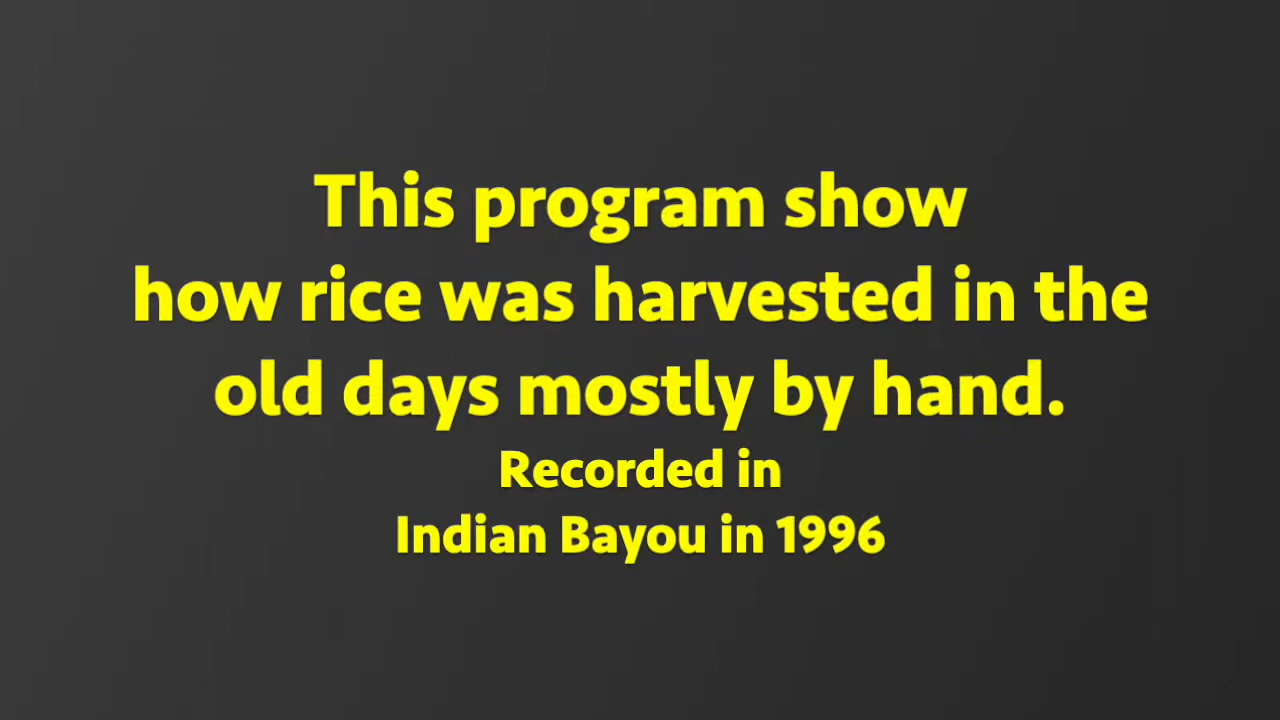 This program show
how rice was harvested in the
old days mostly by hand.
Recorded in
Indian Bayou in 1996